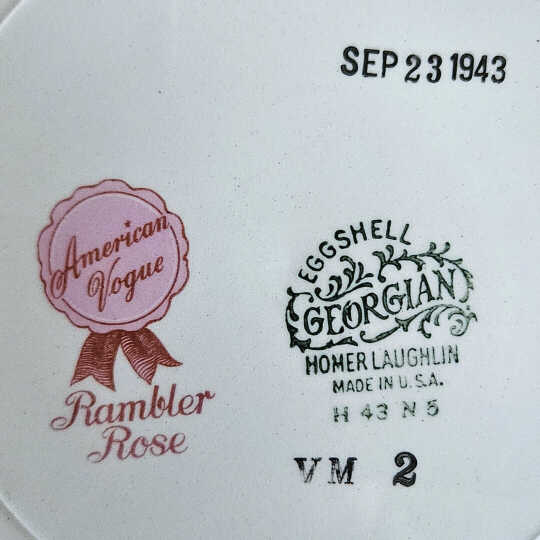 SEP 23 1943
American
Vogue
Rambler
Rose
EGGSHELL
GEORGIAN
HOMER LAUGHLIN
MADE IN U.S.A.
H 43 N 5
VM 2